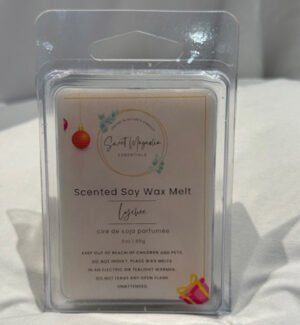 Sweet Magnolia
ESSENTIALS
Scented Soy Wax Melt
cire de soja parfumée
KEEP OUT OF REACH OF CHILDREN AND PETS.
DO NOT INGEST. PLACE WAX MELTS
IN AN ELECTRIC OR TEALIGHT WARMER.
DO NOT LEAVE ANY OPEN FLAME
UNATTENDED.